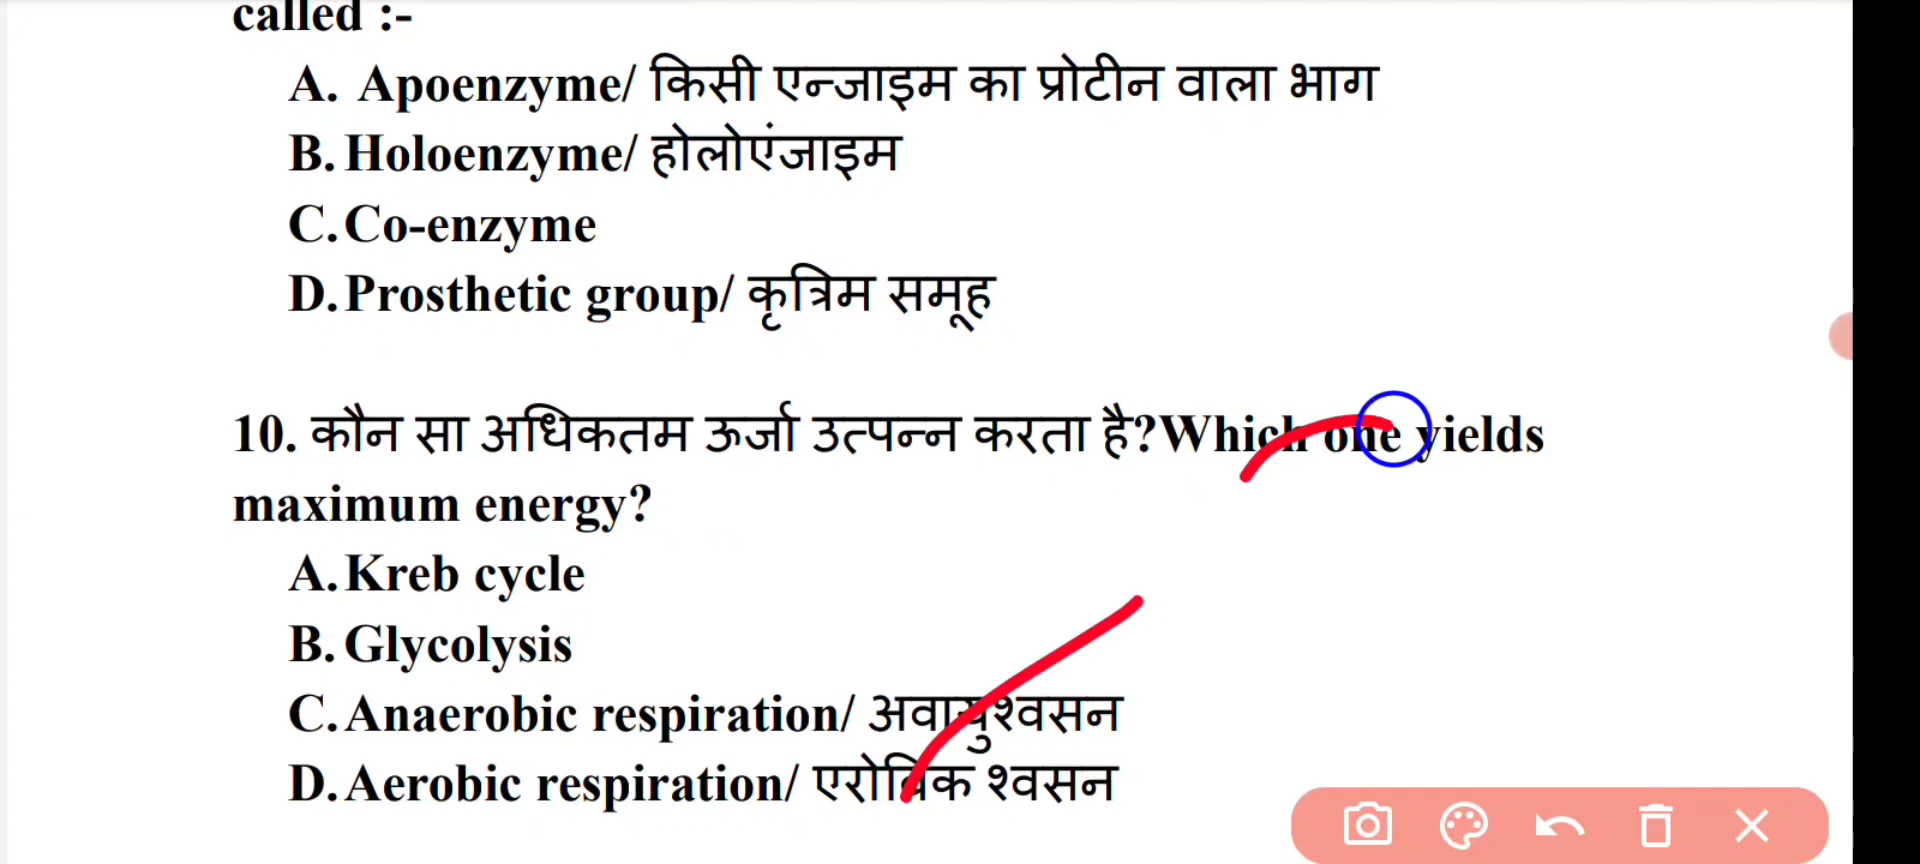 called :-
A. Apoenzyme/ किसी एन्जाइम का प्रोटीन वाला भाग
B. Holoenzyme/ होलोएंजाइम
C. Co-enzyme
D. Prosthetic group/ कृत्रिम समूह
10. कौन सा अधिकतम ऊर्जा उत्पन्न करता है?Which one yields
maximum energy?
A. Kreb cycle
B. Glycolysis
C. Anaerobic respiration/ अवायुश्वसन
D. Aerobic respiration/ एरोबिक श्वसन